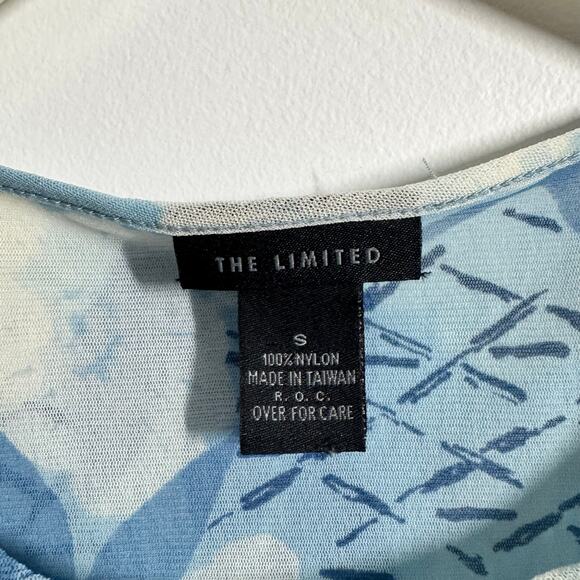 THE LIMITED
S
100% NYLON
MADE IN TAIWAN
R. O. C.
OVER FOR CARE